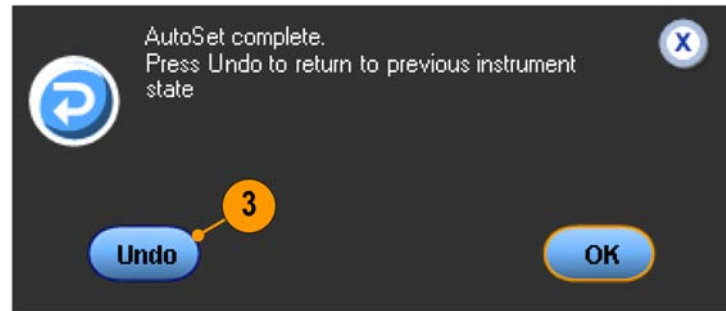 AutoSet complete.
Press Undo to return to previous instrument
state
X
3
Undo
OK